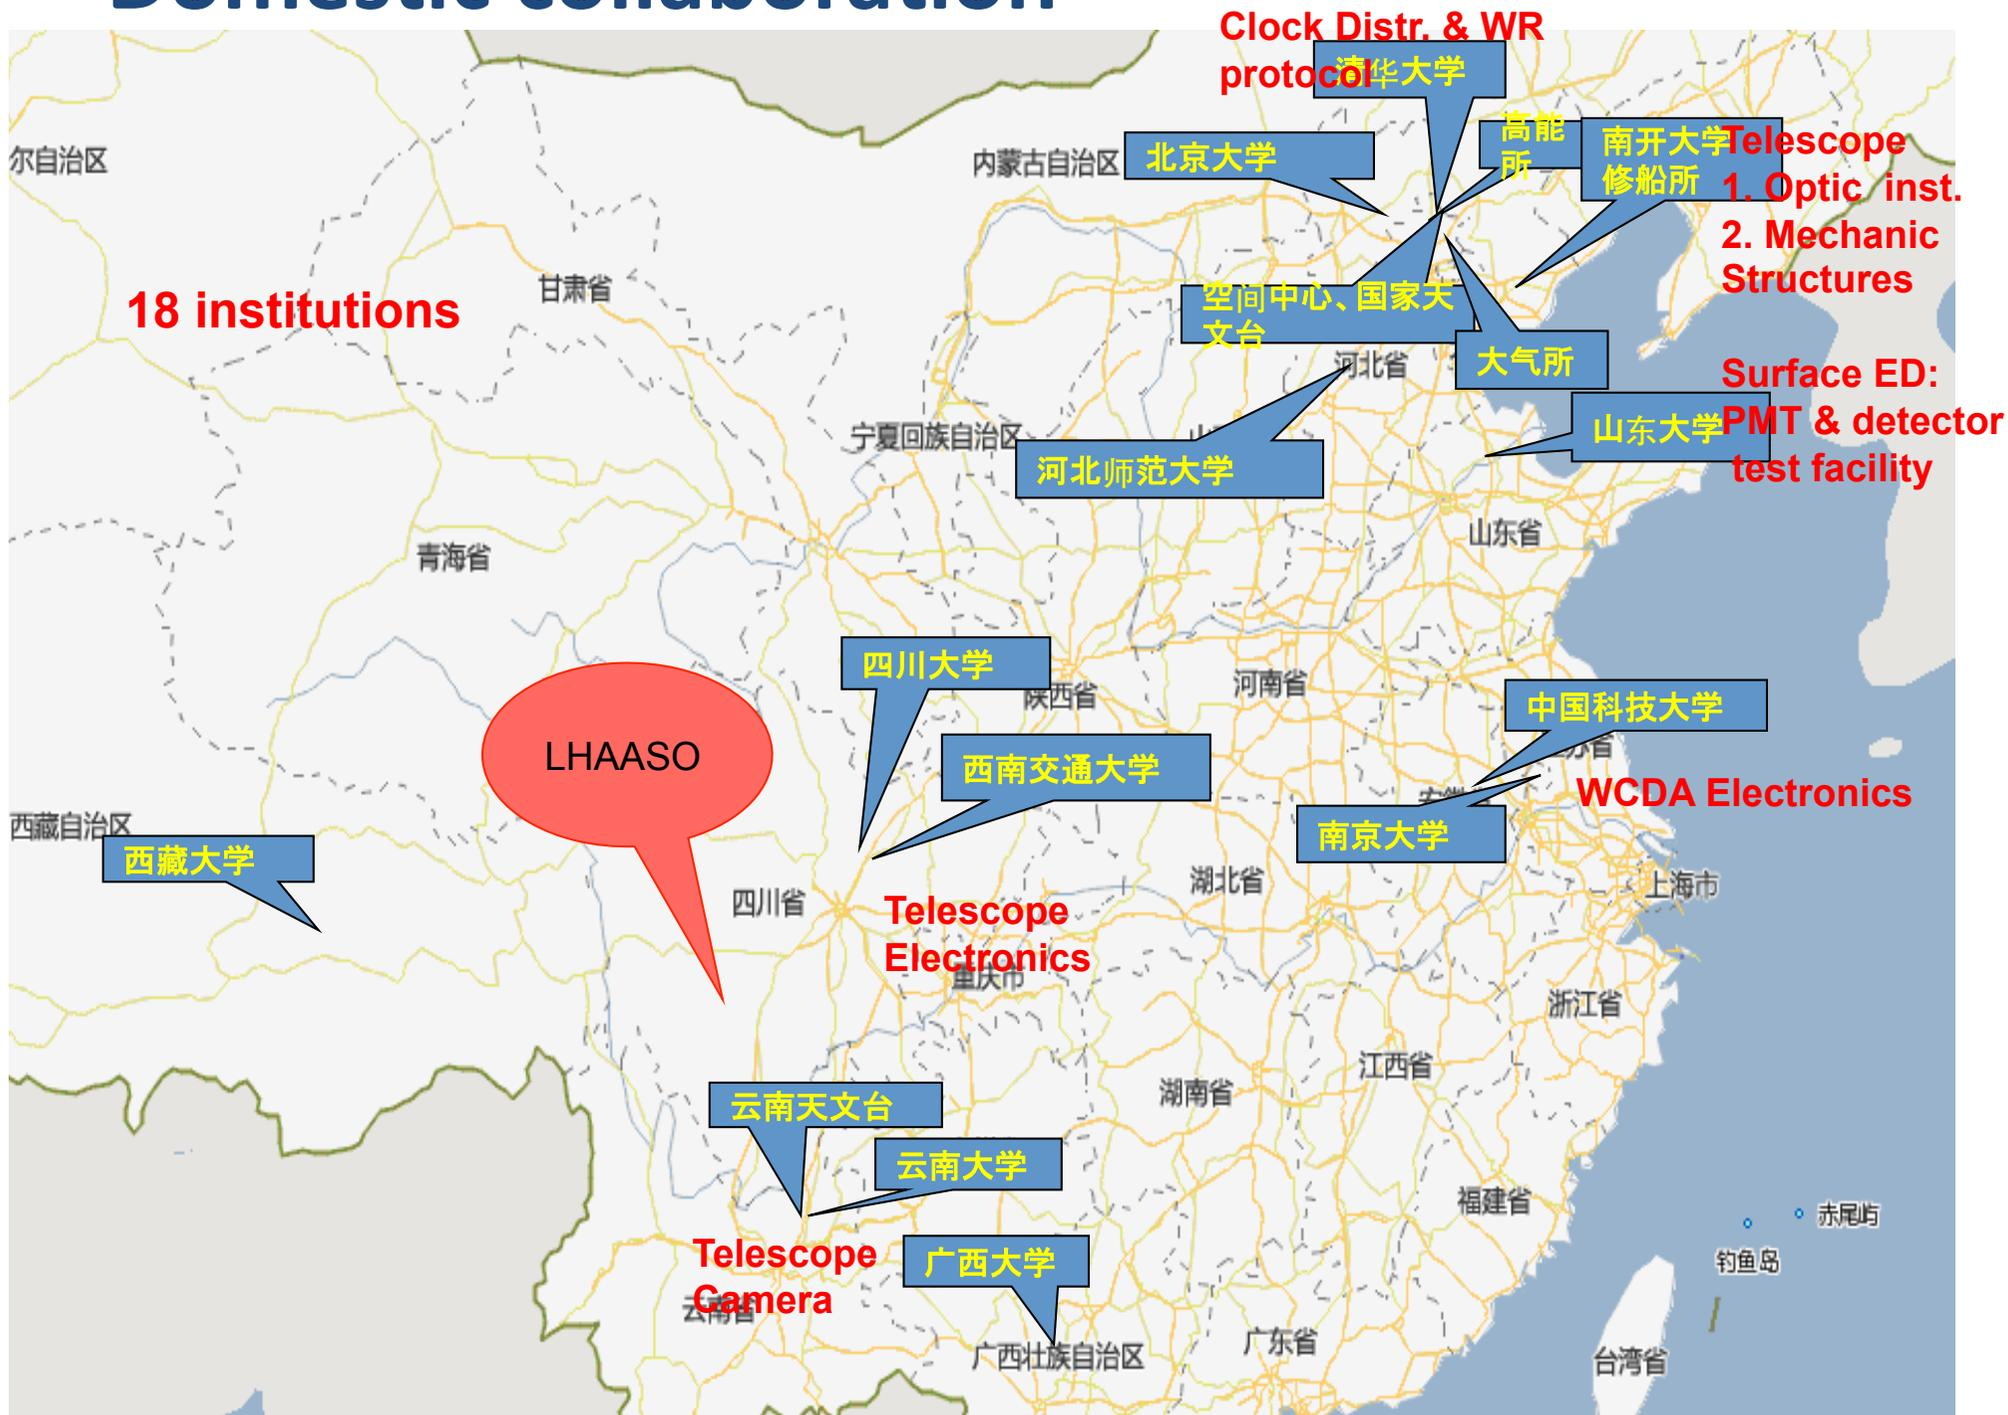 Domestic collaboration
Clock Distr. & WR
protocol
清华大学
高能
所
南开大学
修船所
Telescope
1. Optic inst.
2. Mechanic
Structures
北京大学
内蒙古自治区
尔自治区
甘肃省
18 institutions
空间中心、国家天
文台
大气所
河北省
Surface ED:
PMT & detector
test facility
山东大学
宁夏回族自治区
河北师范大学
山东省
青海省
四川大学
陕西省
河南省
中国科技大学
LHAASO
西南交通大学
WCDA Electronics
南京大学
西藏自治区
西藏大学
四川省
湖北省
上海市
Telescope
Electronics
重庆市
浙江省
江西省
湖南省
云南天文台
云南大学
福建省
赤尾屿
钓鱼岛
Telescope
Camera
云南省
广西大学
广西壮族自治区
广东省
台湾省